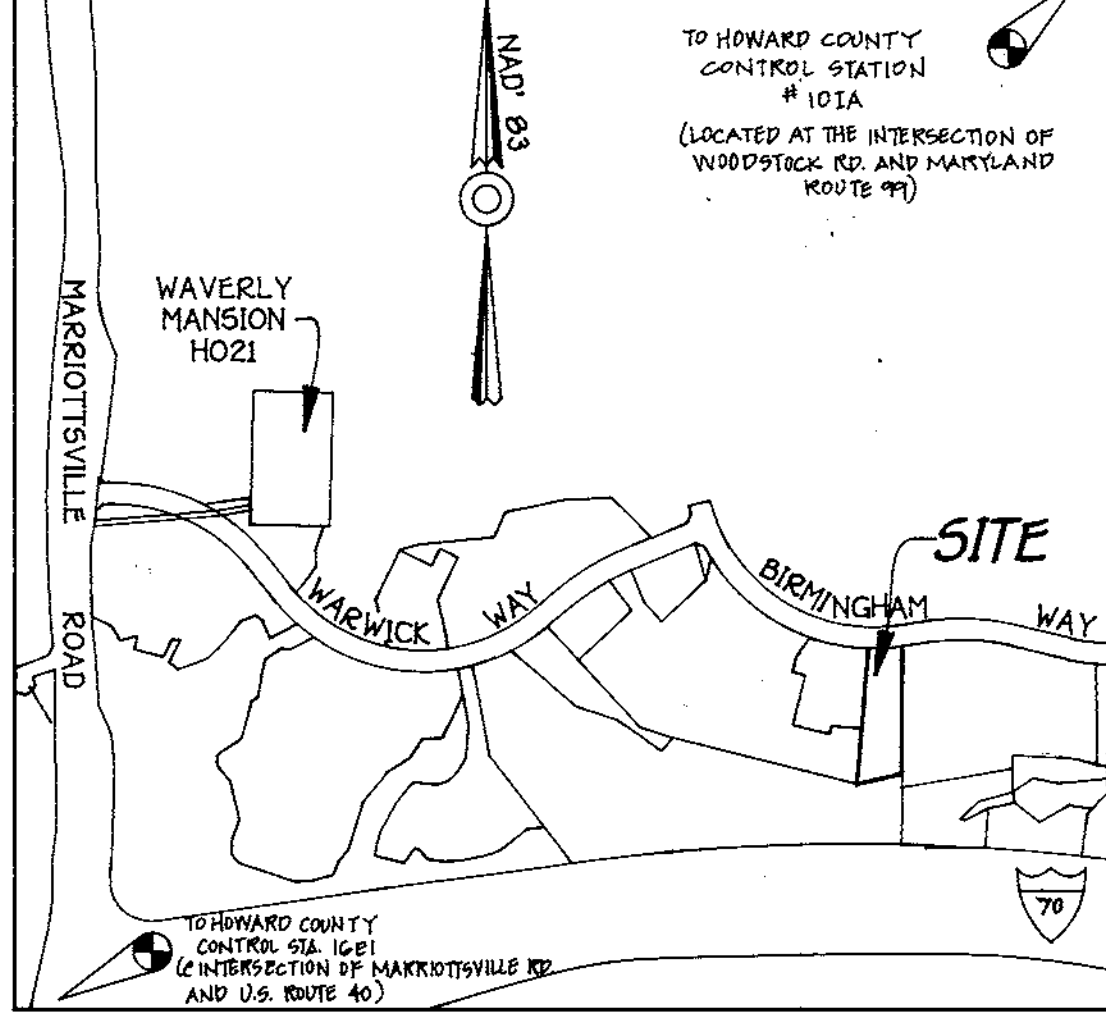 TO HOWARD COUNTY
CONTROL STATION
# 101A
(LOCATED AT THE INTERSECTION OF
WOODSTOCK RD. AND MARYLAND
ROUTE 99)
NAD' 83
WAVERLY
MANSION
HO21
MARRIOTTSVILLE ROAD
SITE
WARWICK WAY
BIRMINGHAM WAY
70
TO HOWARD COUNTY
CONTROL STA. 16E1
(@ INTERSECTION OF MARRIOTTSVILLE RD
AND U.S. ROUTE 40)